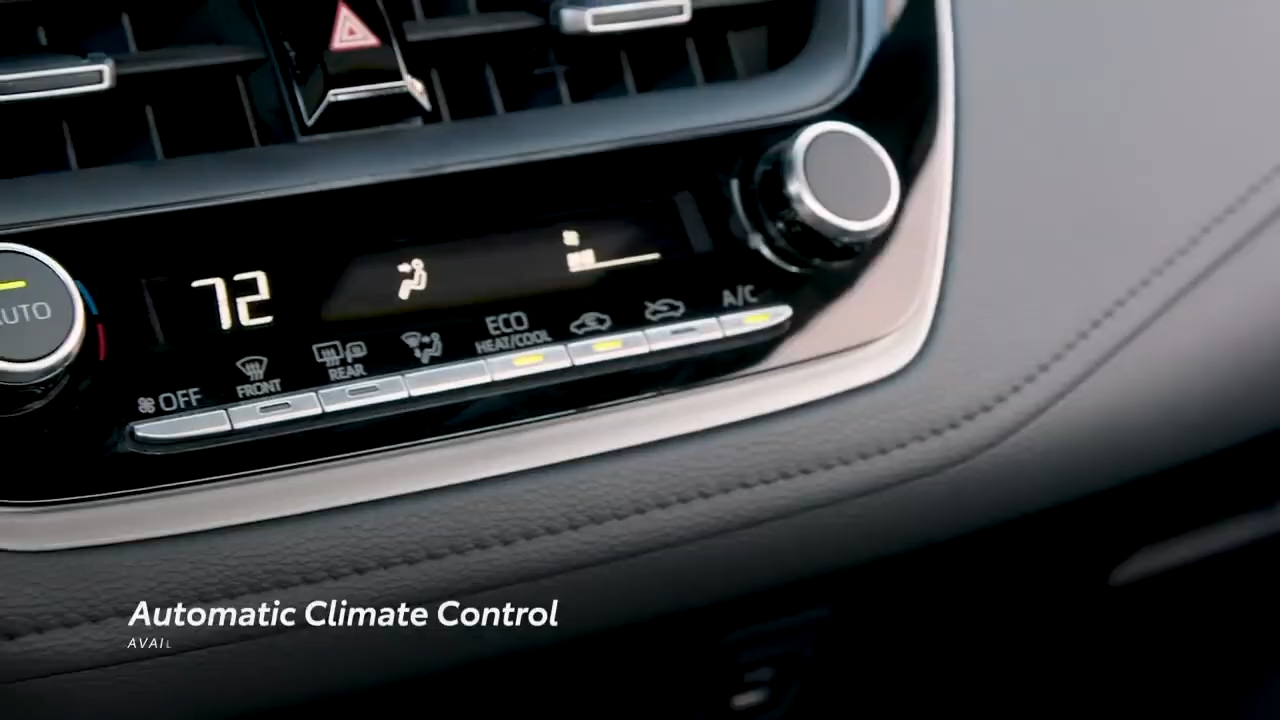 72
AUTO
OFF
FRONT
REAR
ECO
HEAT/COOL
A/C
Automatic Climate Control
AVAIL